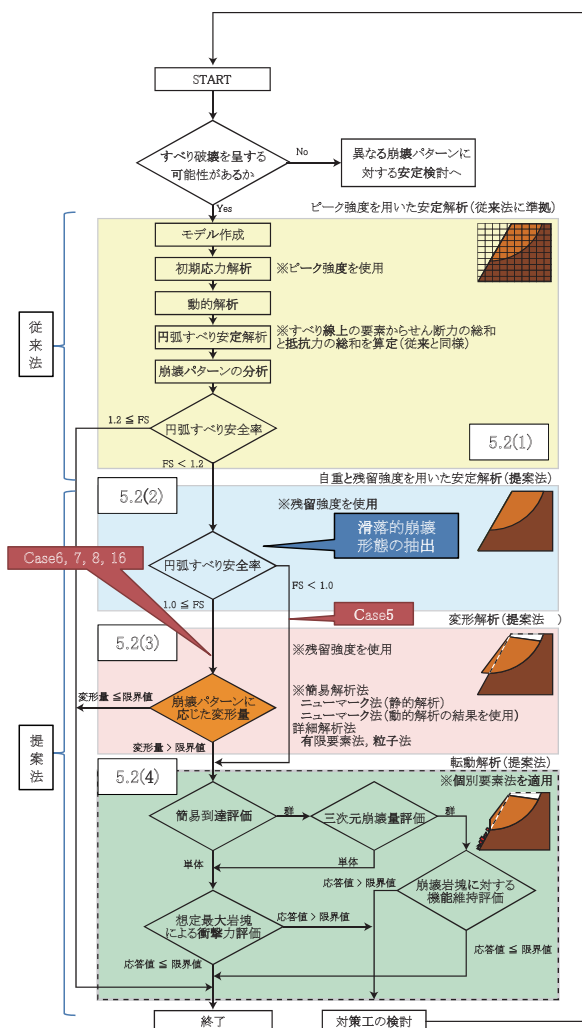 START
すべり破壊を呈する
可能性があるか
No
異なる崩壊パターンに
対する安定検討へ
Yes
ピーク強度を用いた安定解析(従来法に準拠)
モデル作成
初期応力解析
※ピーク強度を使用
動的解析
円弧すべり安定解析
※すべり線上の要素からせん断力の総和
と抵抗力の総和を算定(従来と同様)
崩壊パターンの分析
従来法
1.2 ≦ FS
円弧すべり安全率
5.2(1)
FS < 1.2
自重と残留強度を用いた安定解析(提案法)
5.2(2)
※残留強度を使用
滑落的崩壊
形態の抽出
Case6, 7, 8, 16
円弧すべり安全率
FS < 1.0
1.0 ≦ FS
Case5
変形解析(提案法 )
5.2(3)
※残留強度を使用
変形量 ≦限界値
崩壊パターンに
応じた変形量
※簡易解析法
ニューマーク法(静的解析)
ニューマーク法(動的解析の結果を使用)
詳細解析法
有限要素法, 粒子法
提案法
変形量 > 限界値
転動解析(提案法)
5.2(4)
※個別要素法を適用
簡易到達評価
群
三次元崩壊量評価
群
単体
単体
応答値 > 限界値
崩壊岩塊に対する
機能維持評価
想定最大岩塊
による衝撃力評価
応答値 > 限界値
応答値 ≦ 限界値
応答値 ≦ 限界値
終了
対策工の検討